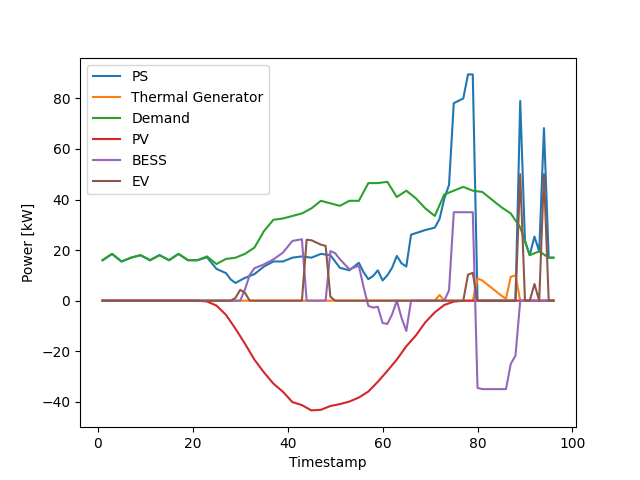 PS
Thermal Generator
Demand
PV
BESS
EV
Power [kW]
80
60
40
20
0
−20
−40
0 20 40 60 80 100
Timestamp